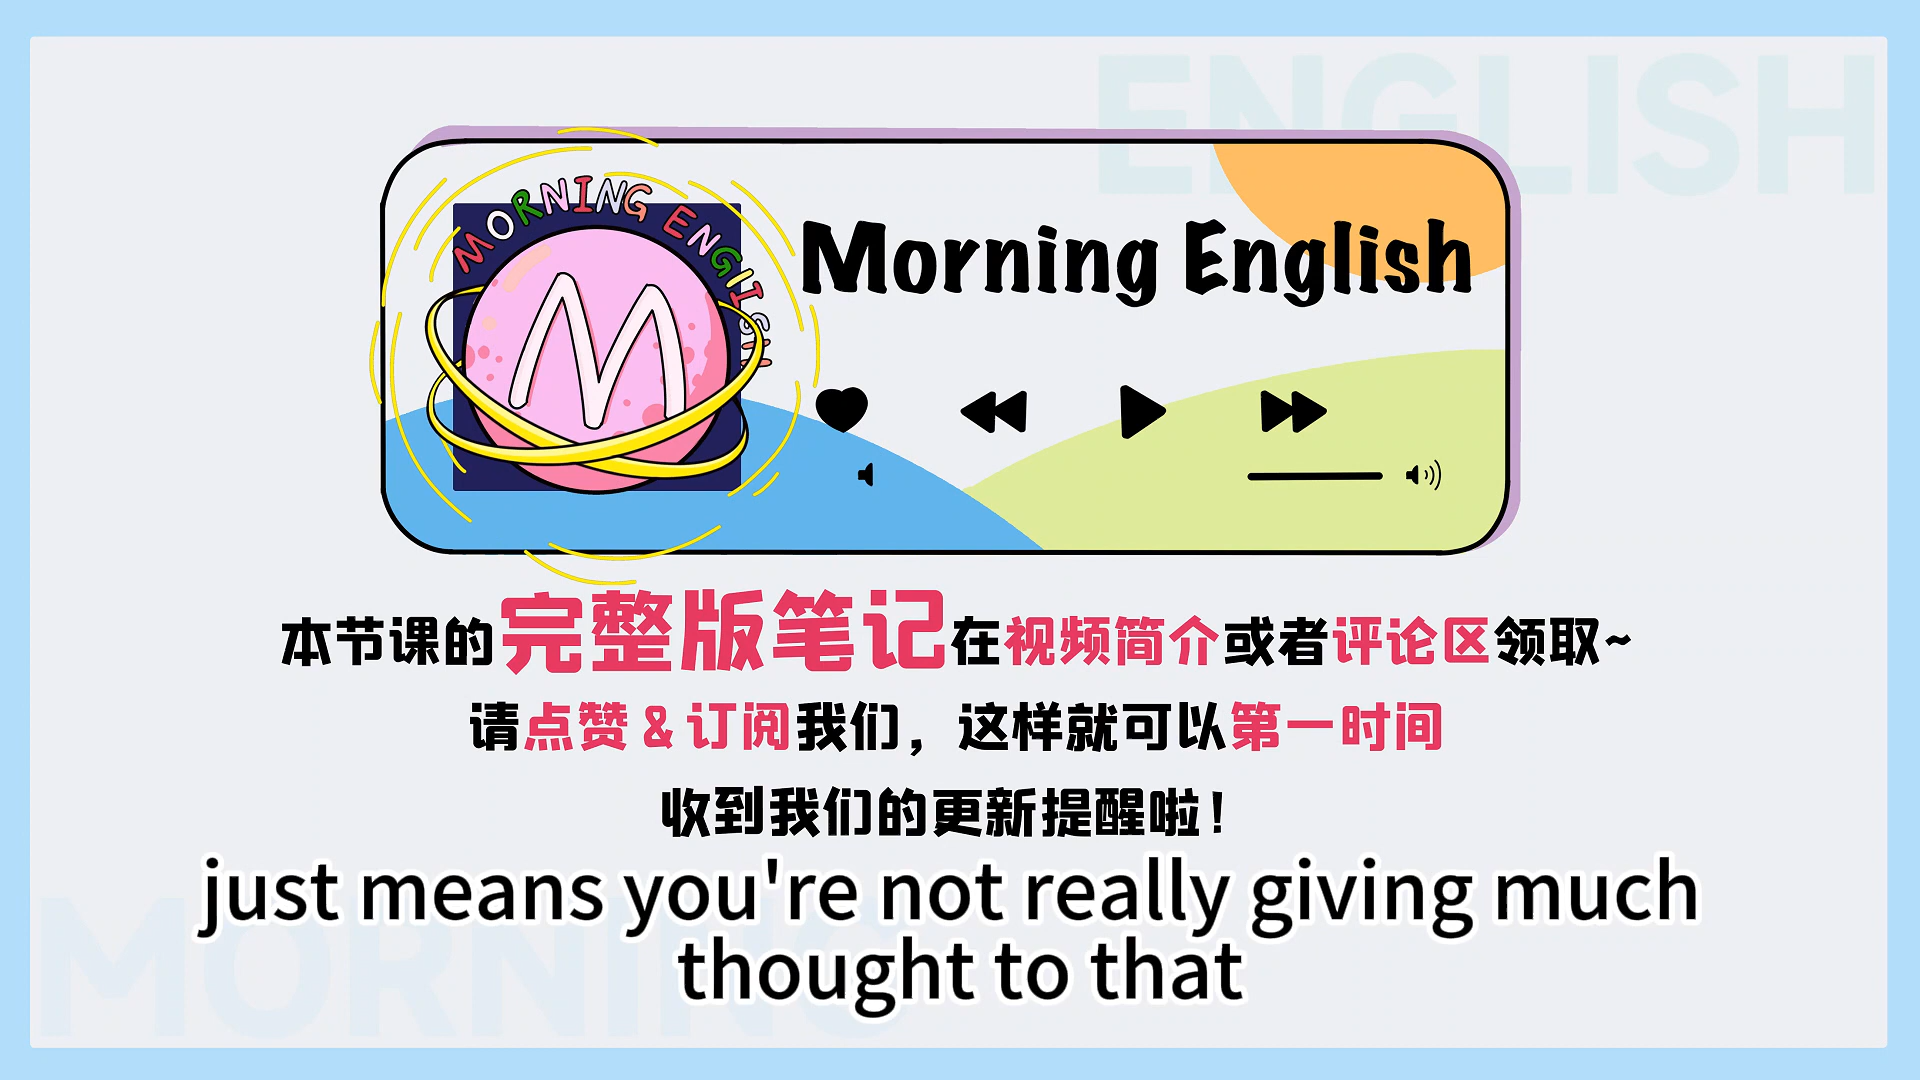 ENGLISH
MORNING ENGLISH
M
Morning English
本节课的完整版笔记在视频简介或者评论区领取~
请点赞&订阅我们，这样就可以第一时间
收到我们的更新提醒啦！
just means you're not really giving much
thought to that
MORNING